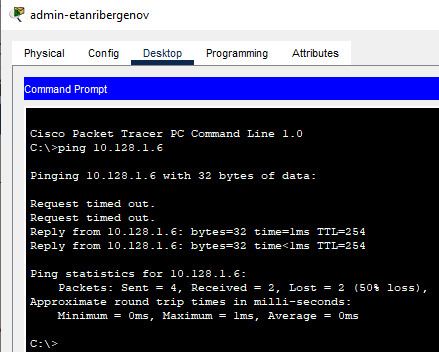 admin-etanribergenov
Physical Config Desktop Programming Attributes
Command Prompt
Cisco Packet Tracer PC Command Line 1.0
C:\>ping 10.128.1.6
Pinging 10.128.1.6 with 32 bytes of data:
Request timed out.
Request timed out.
Reply from 10.128.1.6: bytes=32 time=1ms TTL=254
Reply from 10.128.1.6: bytes=32 time<1ms TTL=254
Ping statistics for 10.128.1.6:
Packets: Sent = 4, Received = 2, Lost = 2 (50% loss),
Approximate round trip times in milli-seconds:
Minimum = 0ms, Maximum = 1ms, Average = 0ms
C:\>